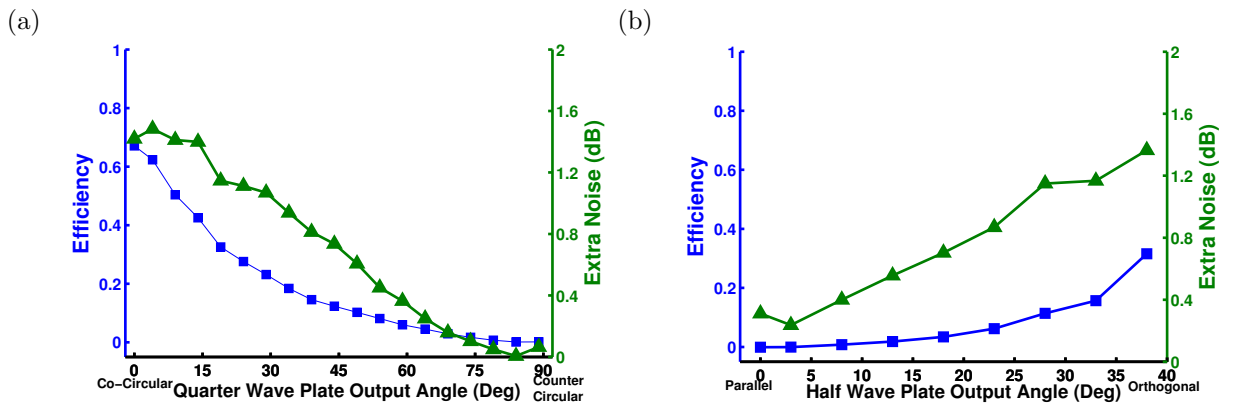 (a)
1
0.8
0.6
0.4
0.2
0
Efficiency
2
1.6
1.2
0.8
0.4
0
Extra Noise (dB)
0 15 30 45 60 75 90
Co-Circular
Quarter Wave Plate Output Angle (Deg)
Counter
Circular
(b)
1
0.8
0.6
0.4
0.2
0
Efficiency
2
1.6
1.2
0.8
0.4
0
Extra Noise (dB)
0 5 10 15 20 25 30 35 40
Parallel
Half Wave Plate Output Angle (Deg)
Orthogonal